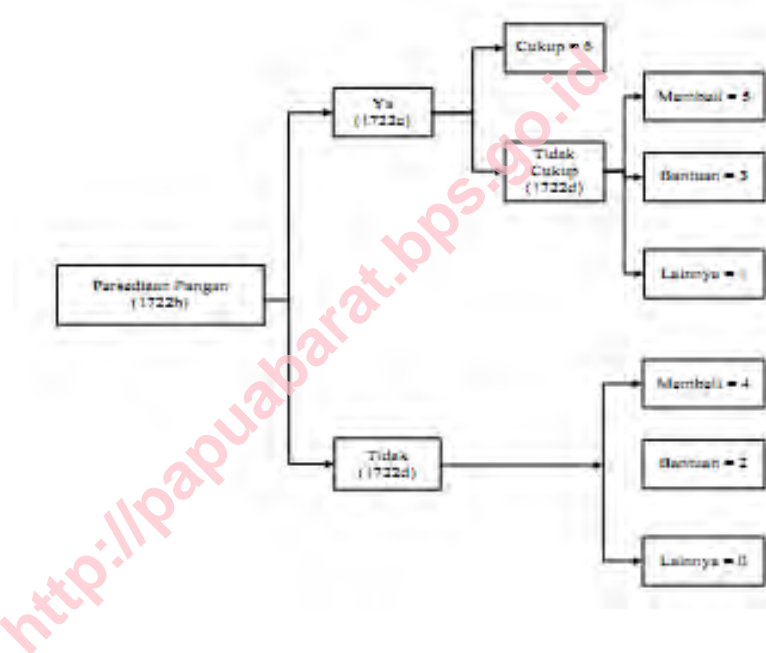 Cukup = 6
Ya
(1722c)
Membeli = 5
Tidak
Cukup
(1722d)
Bantuan = 3
Lainnya = 1
Persediaan Pangan
(1722b)
Membeli = 4
Tidak
(1722d)
Bantuan = 2
Lainnya = 0
http://papuabarat.bps.go.id